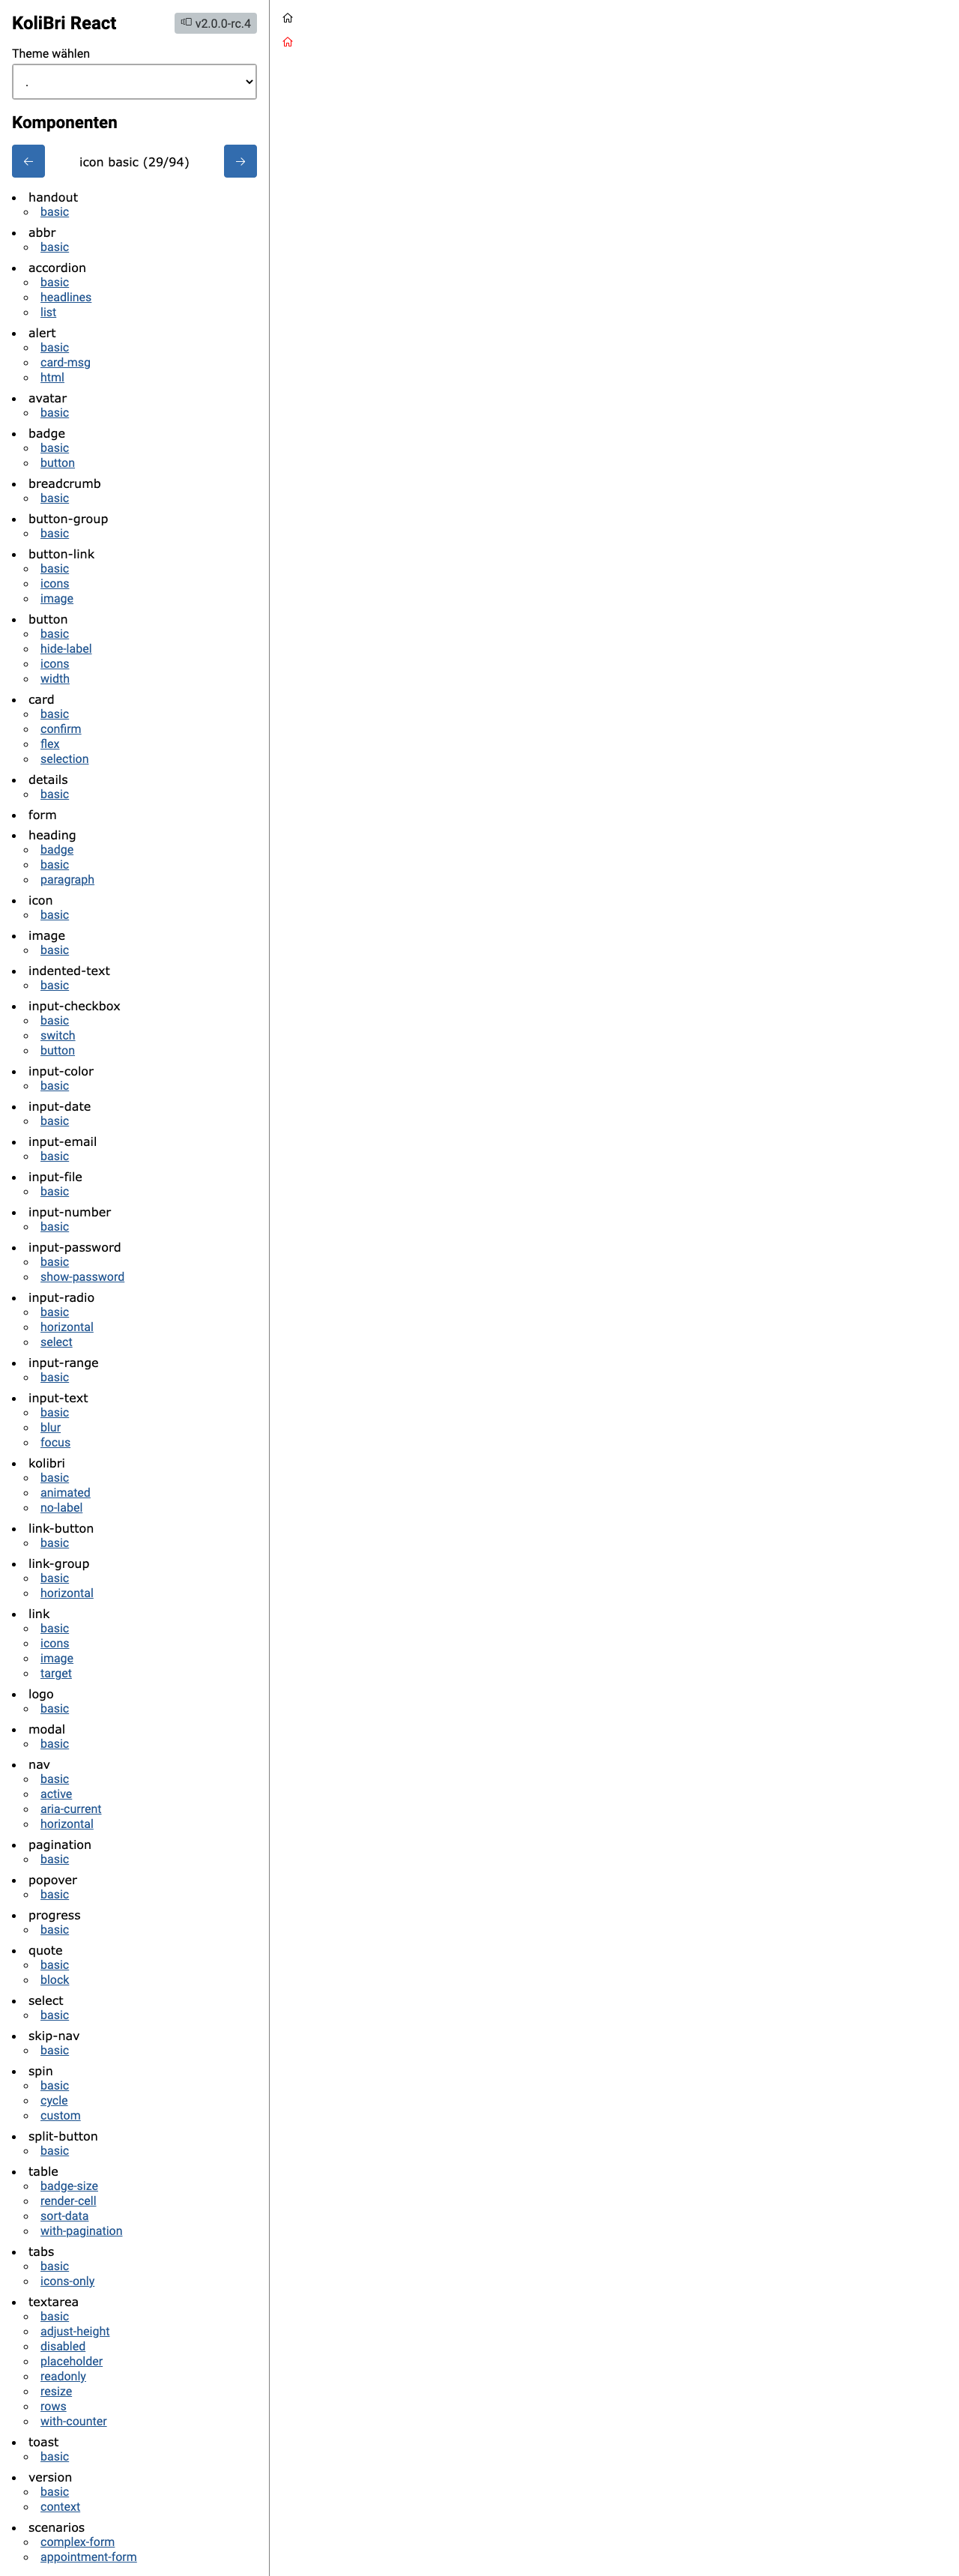 KoliBri React
v2.0.0-rc.4
Theme wählen
.
Komponenten
icon basic (29/94)
handout
basic
abbr
basic
accordion
basic
headlines
list
alert
basic
card-msg
html
avatar
basic
badge
basic
button
breadcrumb
basic
button-group
basic
button-link
basic
icons
image
button
basic
hide-label
icons
width
card
basic
confirm
flex
selection
details
basic
form
heading
badge
basic
paragraph
icon
basic
image
basic
indented-text
basic
input-checkbox
basic
switch
button
input-color
basic
input-date
basic
input-email
basic
input-file
basic
input-number
basic
input-password
basic
show-password
input-radio
basic
horizontal
select
input-range
basic
input-text
basic
blur
focus
kolibri
basic
animated
no-label
link-button
basic
link-group
basic
horizontal
link
basic
icons
image
target
logo
basic
modal
basic
nav
basic
active
aria-current
horizontal
pagination
basic
popover
basic
progress
basic
quote
basic
block
select
basic
skip-nav
basic
spin
basic
cycle
custom
split-button
basic
table
badge-size
render-cell
sort-data
with-pagination
tabs
basic
icons-only
textarea
basic
adjust-height
disabled
placeholder
readonly
resize
rows
with-counter
toast
basic
version
basic
context
scenarios
complex-form
appointment-form